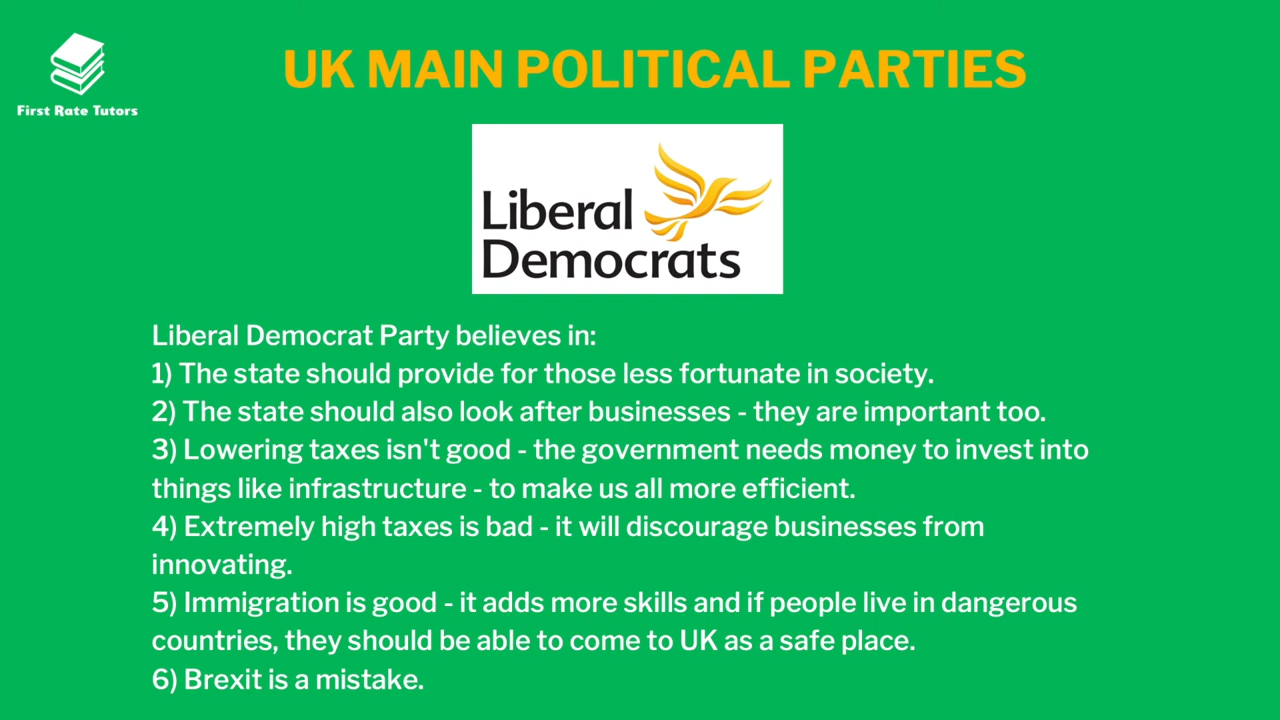 First Rate Tutors
UK MAIN POLITICAL PARTIES
Liberal
Democrats
Liberal Democrat Party believes in:
1) The state should provide for those less fortunate in society.
2) The state should also look after businesses - they are important too.
3) Lowering taxes isn't good - the government needs money to invest into
things like infrastructure - to make us all more efficient.
4) Extremely high taxes is bad - it will discourage businesses from
innovating.
5) Immigration is good - it adds more skills and if people live in dangerous
countries, they should be able to come to UK as a safe place.
6) Brexit is a mistake.